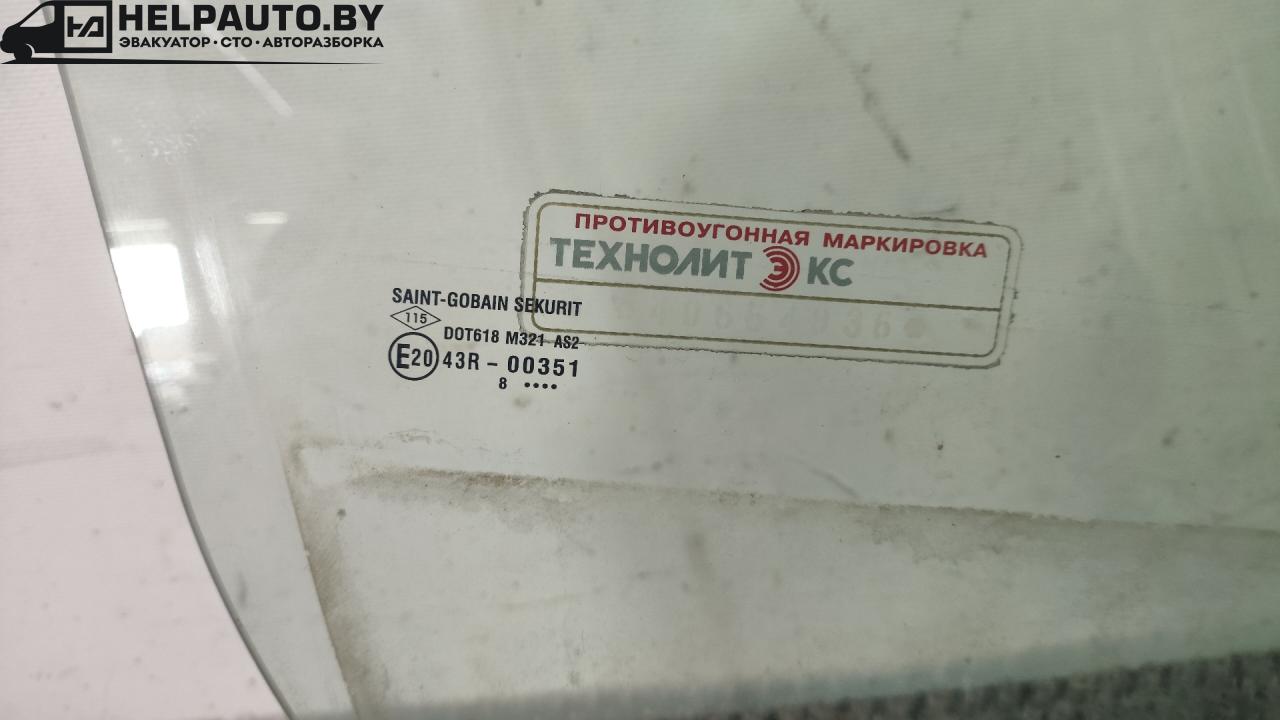 HELPAUTO.BY
ЭВАКУАТОР • СТО • АВТОРАЗБОРКА
ПРОТИВОУГОННАЯ МАРКИРОВКА
ТЕХНОЛИТ ЭКС
SAINT-GOBAIN SEKURIT
115
DOT618 M321 AS2
E20 43R - 00351
8 ••••